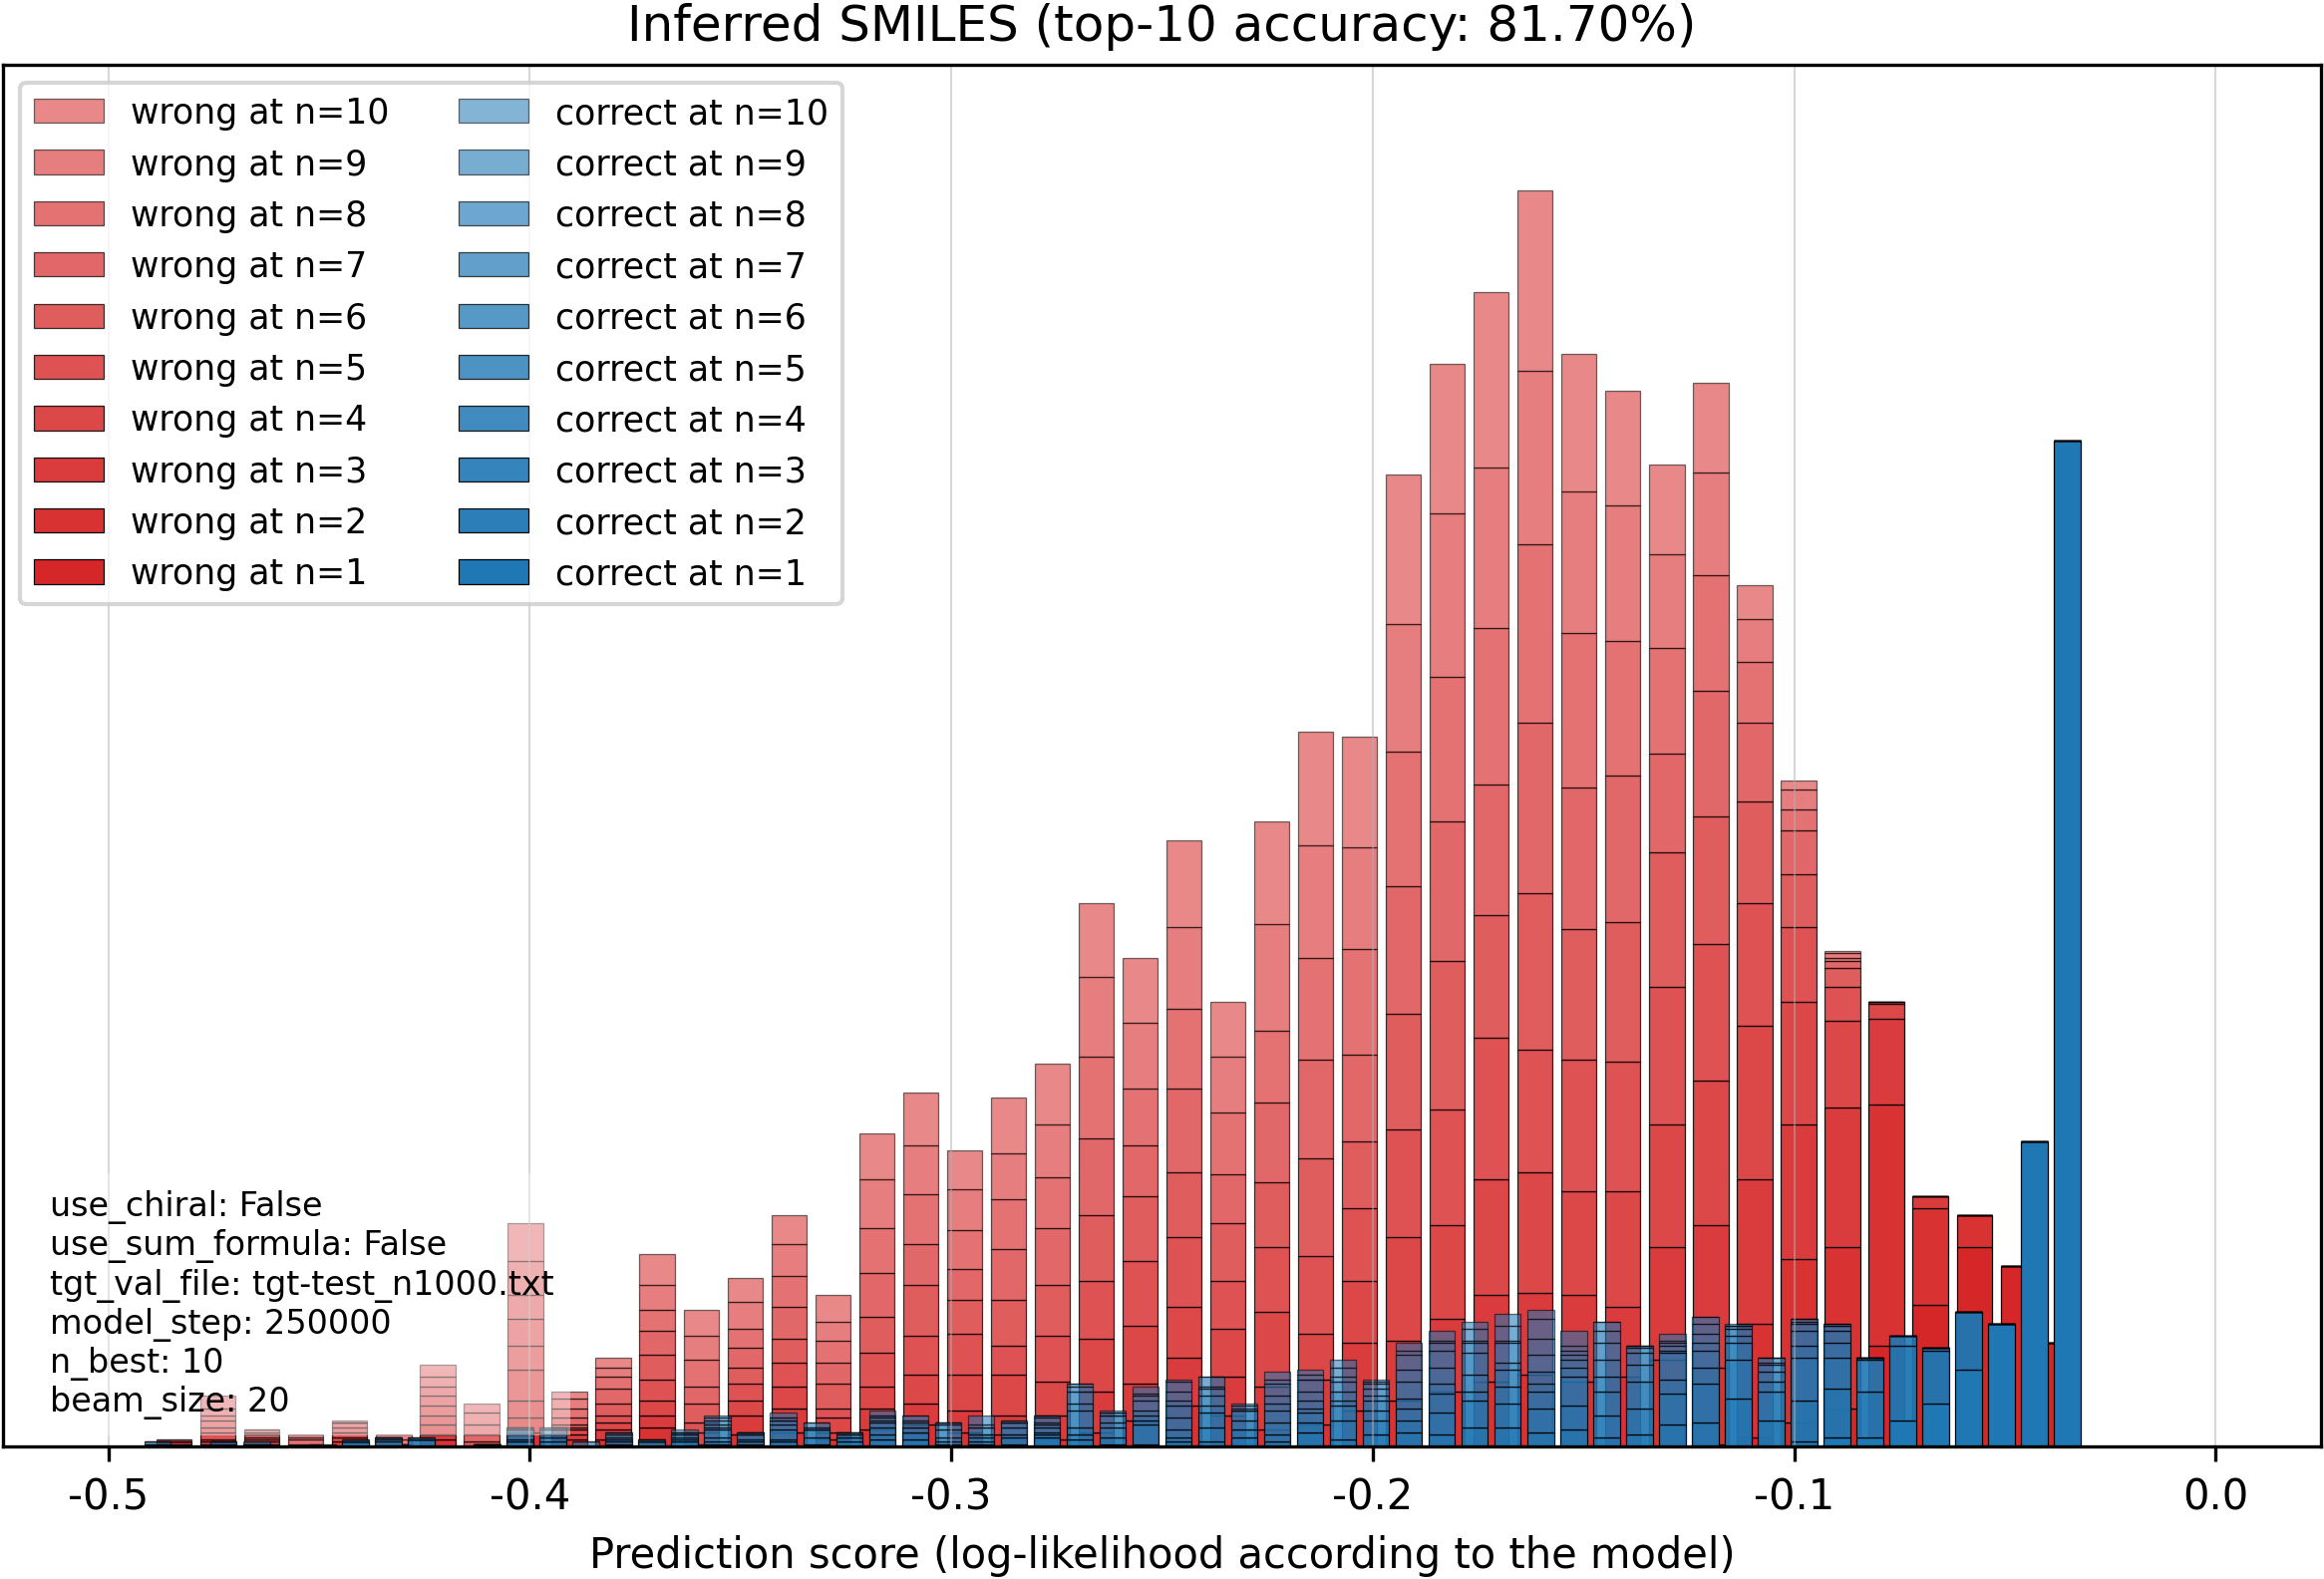 Inferred SMILES (top-10 accuracy: 81.70%)
wrong at n=10
wrong at n=9
wrong at n=8
wrong at n=7
wrong at n=6
wrong at n=5
wrong at n=4
wrong at n=3
wrong at n=2
wrong at n=1
correct at n=10
correct at n=9
correct at n=8
correct at n=7
correct at n=6
correct at n=5
correct at n=4
correct at n=3
correct at n=2
correct at n=1
use_chiral: False
use_sum_formula: False
tgt_val_file: tgt-test_n1000.txt
model_step: 250000
n_best: 10
beam_size: 20
-0.5 -0.4 -0.3 -0.2 -0.1 0.0
Prediction score (log-likelihood according to the model)